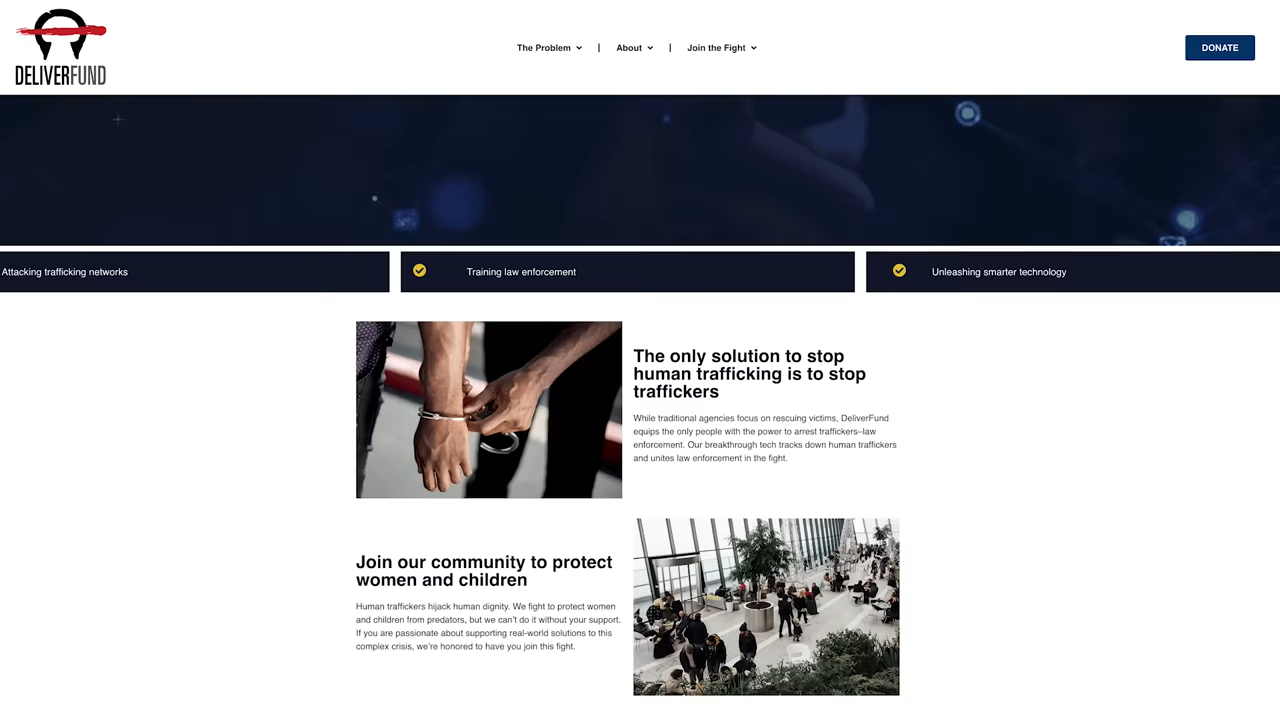 The Problem | About | Join the Fight
DONATE
DELIVERFUND
Attacking trafficking networks
Training law enforcement
Unleashing smarter technology
The only solution to stop
human trafficking is to stop
traffickers
While traditional agencies focus on rescuing victims, DeliverFund
equips the only people with the power to arrest traffickers–law
enforcement. Our breakthrough tech tracks down human traffickers
and unites law enforcement in the fight.
Join our community to protect
women and children
Human traffickers hijack human dignity. We fight to protect women
and children from predators, but we can't do it without your support.
If you are passionate about supporting real-world solutions to this
complex crisis, we're honored to have you join this fight.